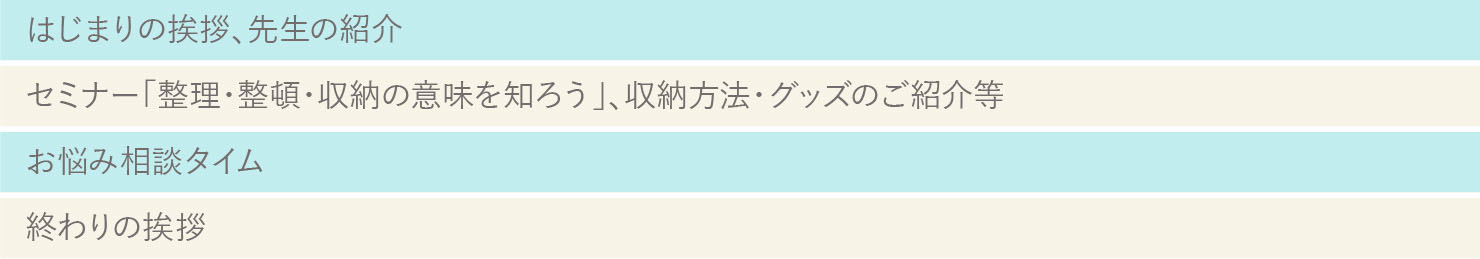 はじまりの挨拶、先生の紹介
セミナー「整理・整頓・収納の意味を知ろう」、収納方法・グッズのご紹介等
お悩み相談タイム
終わりの挨拶